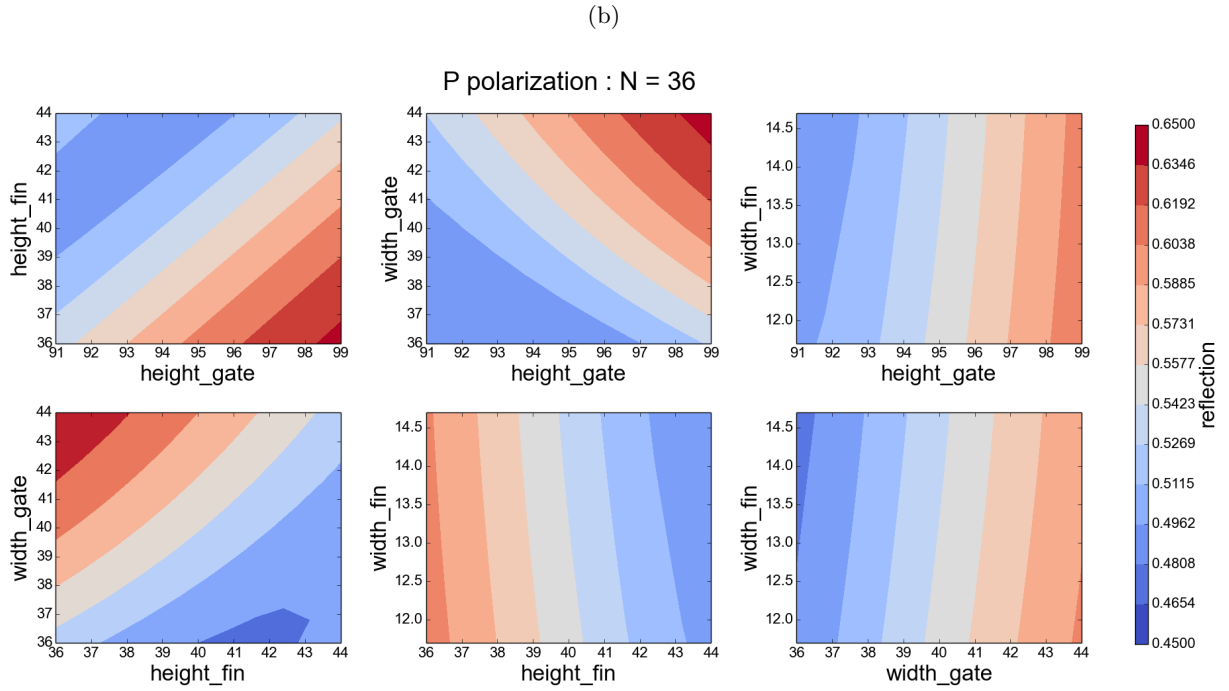 (b)
P polarization : N = 36
44
43
42
41
40
39
38
37
36
height_fin
91 92 93 94 95 96 97 98 99
height_gate
44
43
42
41
40
39
38
37
36
width_gate
91 92 93 94 95 96 97 98 99
height_gate
14.5
14.0
13.5
13.0
12.5
12.0
width_fin
91 92 93 94 95 96 97 98 99
height_gate
44
43
42
41
40
39
38
37
36
width_gate
36 37 38 39 40 41 42 43 44
height_fin
14.5
14.0
13.5
13.0
12.5
12.0
width_fin
36 37 38 39 40 41 42 43 44
height_fin
14.5
14.0
13.5
13.0
12.5
12.0
width_fin
36 37 38 39 40 41 42 43 44
width_gate
0.6500
0.6346
0.6192
0.6038
0.5885
0.5731
0.5577
0.5423
0.5269
0.5115
0.4962
0.4808
0.4654
0.4500
reflection